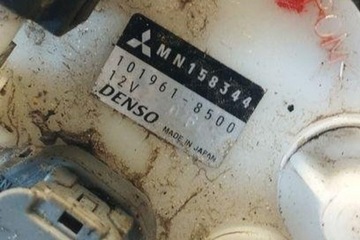 MN158344
101961-8500
12V
DENSO
MADE IN JAPAN